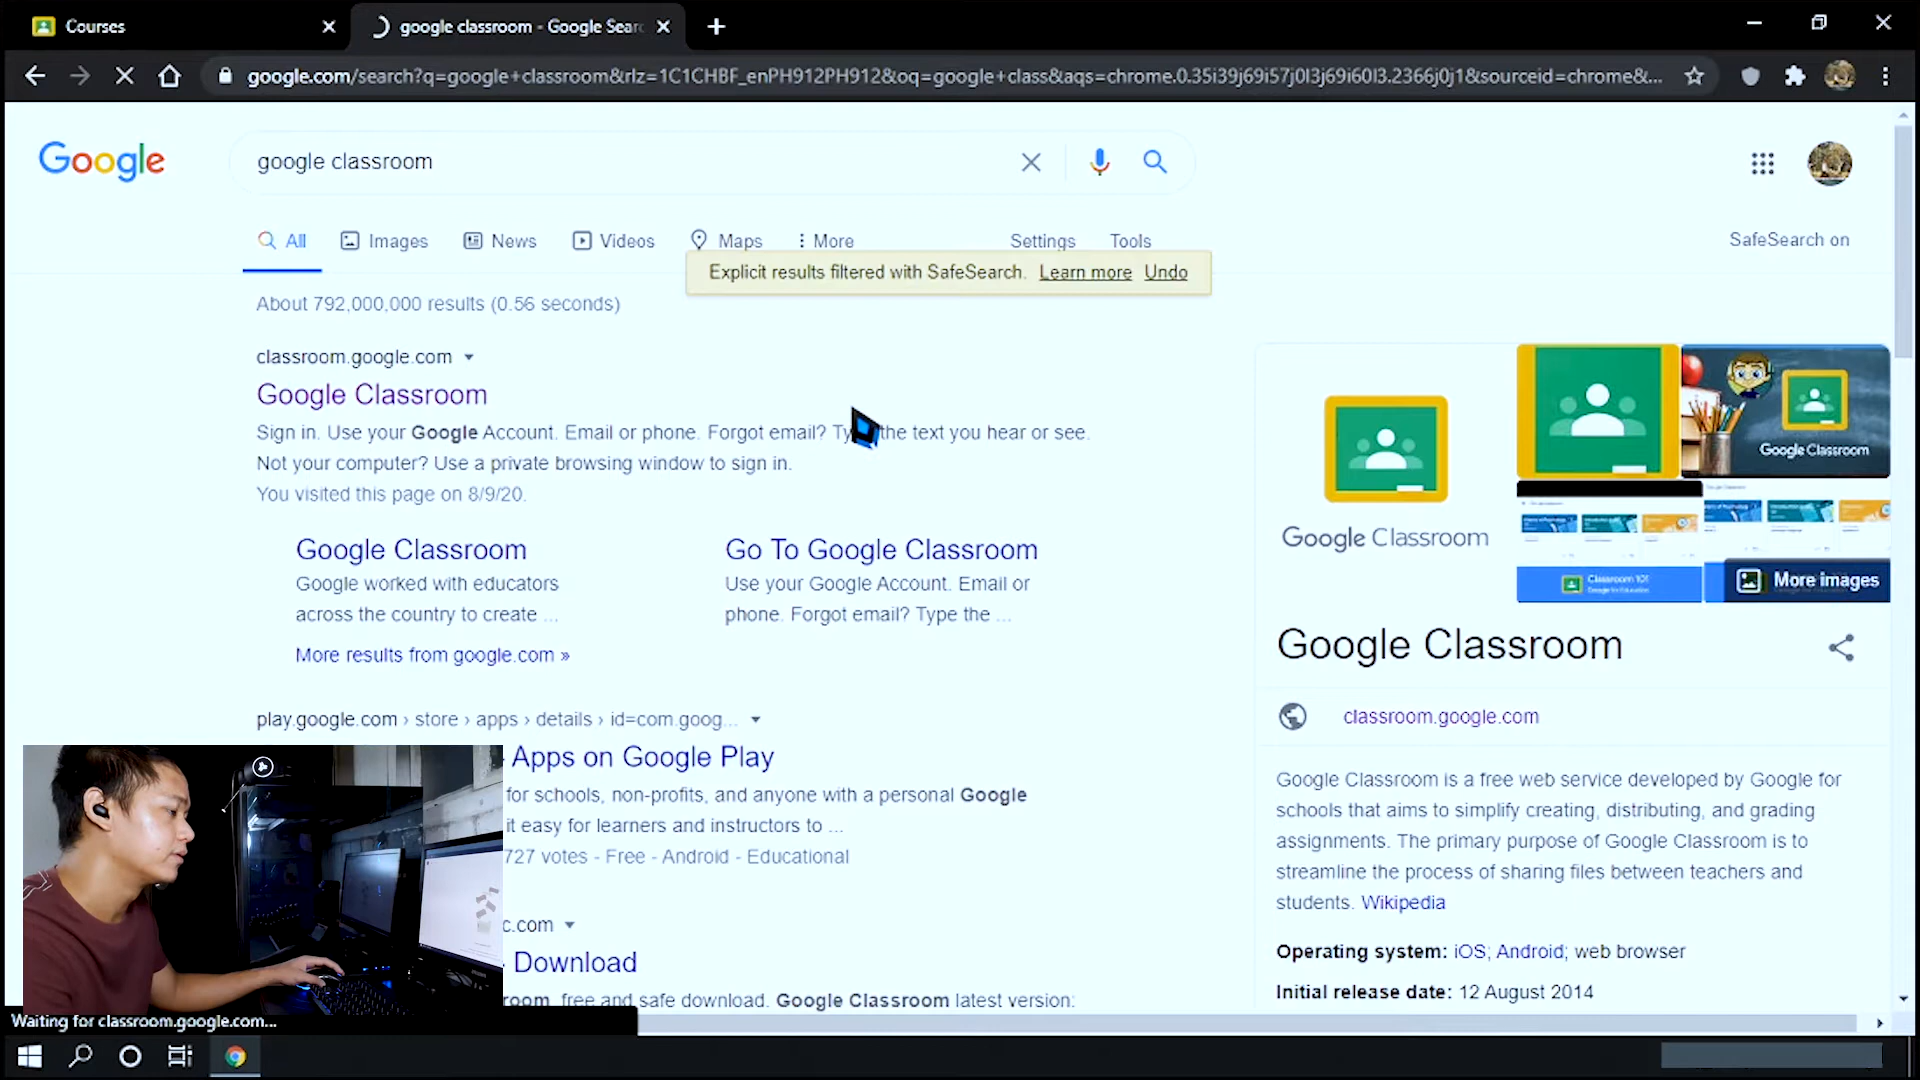 Courses
google classroom - Google Sear
google.com/search?q=google+classroom&rlz=1C1CHBF_enPH912PH912&oq=google+class&aqs=chrome.0.35i39j69i57j0l3j69i60l3.2366j0j1&sourceid=chrome&...
Google
google classroom
All Images News Videos Maps More Settings Tools
SafeSearch on
Explicit results filtered with SafeSearch. Learn more Undo
About 792,000,000 results (0.56 seconds)
classroom.google.com
Google Classroom
Sign in. Use your Google Account. Email or phone. Forgot email? Ty the text you hear or see.
Not your computer? Use a private browsing window to sign in.
You visited this page on 8/9/20.
Google Classroom
Google worked with educators
across the country to create ...
Go To Google Classroom
Use your Google Account. Email or
phone. Forgot email? Type the ...
More results from google.com »
play.google.com › store › apps › details › id=com.goog...
Apps on Google Play
for schools, non-profits, and anyone with a personal Google
it easy for learners and instructors to ...
727 votes - Free - Android - Educational
c.com
Download
room free and safe download. Google Classroom latest version:
Google Classroom
Google Classroom
Classroom 101
More images
Google Classroom
classroom.google.com
Google Classroom is a free web service developed by Google for
schools that aims to simplify creating, distributing, and grading
assignments. The primary purpose of Google Classroom is to
streamline the process of sharing files between teachers and
students. Wikipedia
Operating system: iOS; Android; web browser
Initial release date: 12 August 2014
Waiting for classroom.google.com...